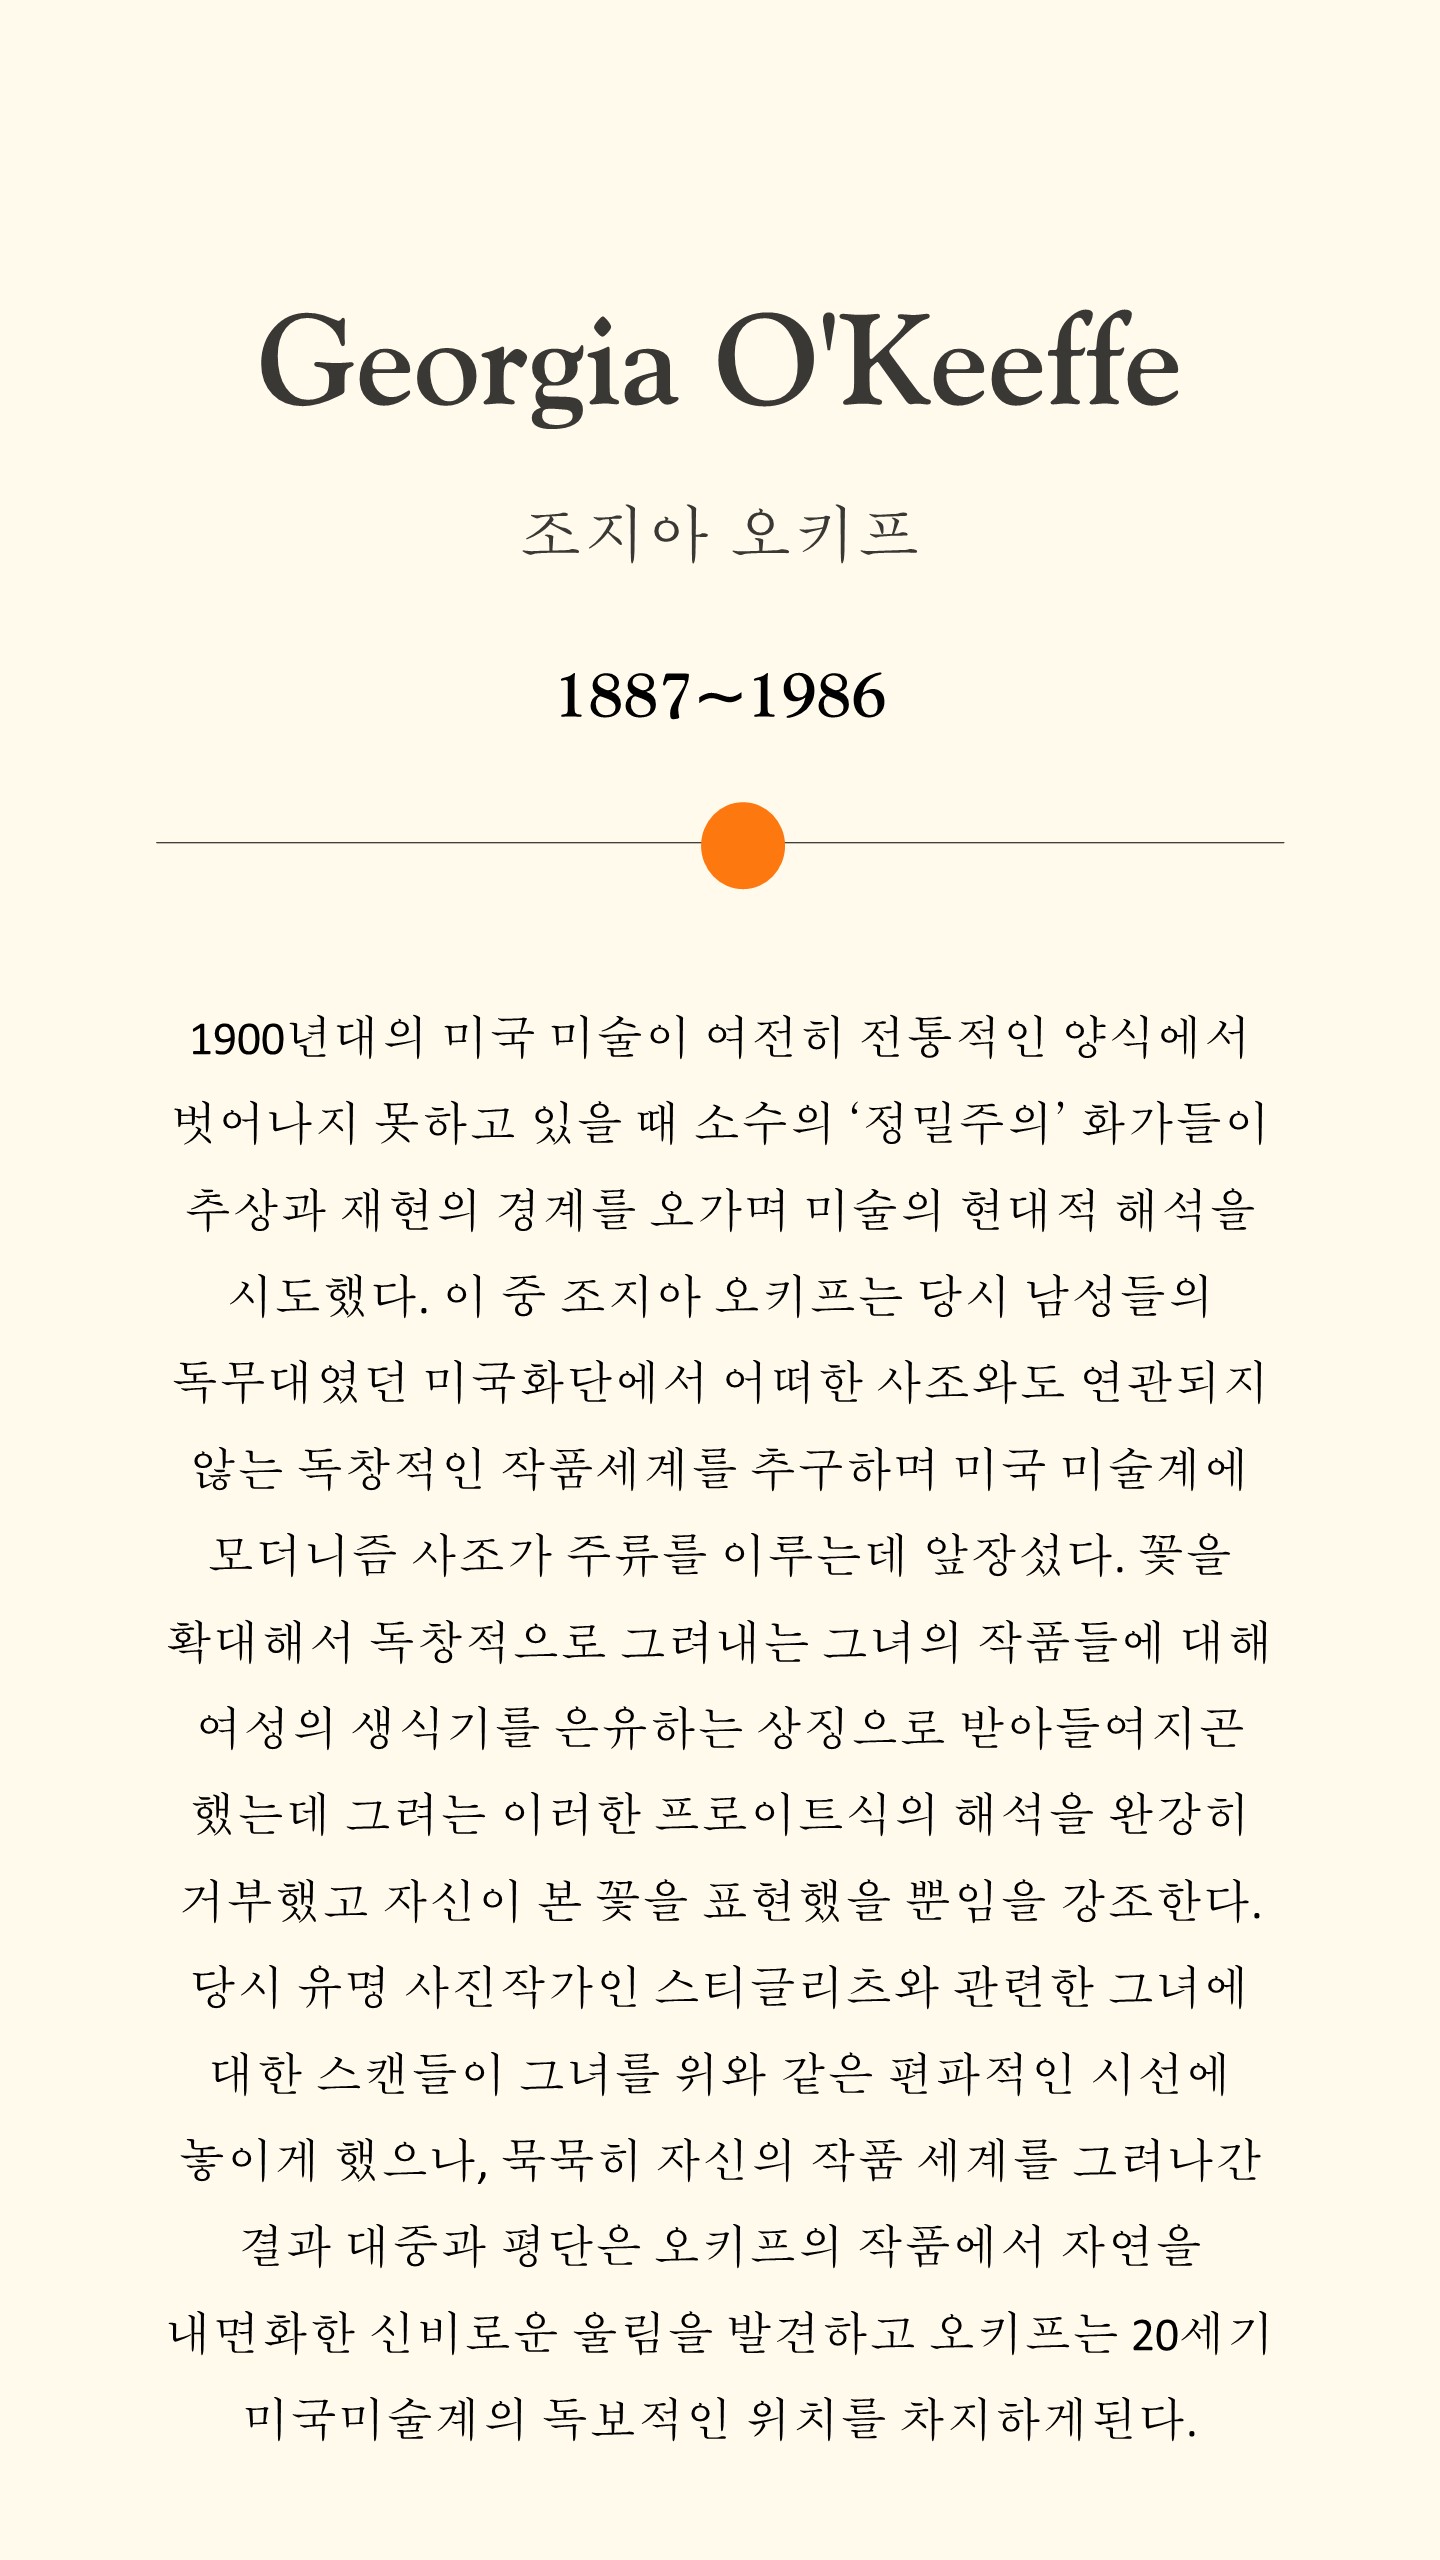 Georgia O'Keeffe
조지아 오키프
1887~1986
1900년대의 미국 미술이 여전히 전통적인 양식에서
벗어나지 못하고 있을 때 소수의 ‘정밀주의’ 화가들이
추상과 재현의 경계를 오가며 미술의 현대적 해석을
시도했다. 이 중 조지아 오키프는 당시 남성들의
독무대였던 미국화단에서 어떠한 사조와도 연관되지
않는 독창적인 작품세계를 추구하며 미국 미술계에
모더니즘 사조가 주류를 이루는데 앞장섰다. 꽃을
확대해서 독창적으로 그려내는 그녀의 작품들에 대해
여성의 생식기를 은유하는 상징으로 받아들여지곤
했는데 그려는 이러한 프로이트식의 해석을 완강히
거부했고 자신이 본 꽃을 표현했을 뿐임을 강조한다.
당시 유명 사진작가인 스티글리츠와 관련한 그녀에
대한 스캔들이 그녀를 위와 같은 편파적인 시선에
놓이게 했으나, 묵묵히 자신의 작품 세계를 그려나간
결과 대중과 평단은 오키프의 작품에서 자연을
내면화한 신비로운 울림을 발견하고 오키프는 20세기
미국미술계의 독보적인 위치를 차지하게된다.